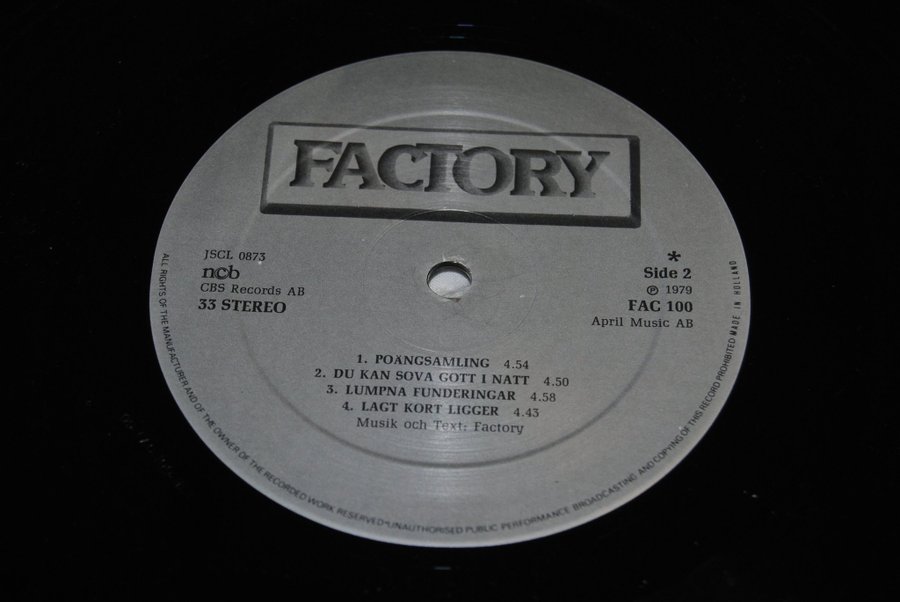 FACTORY
JSCL 0873
ncb
CBS Records AB
33 STEREO
*
Side 2
℗ 1979
FAC 100
April Music AB
1. POÄNGSAMLING 4.54
2. DU KAN SOVA GOTT I NATT 4.50
3. LUMPNA FUNDERINGAR 4.58
4. LAGT KORT LIGGER 4.43
Musik och Text: Factory
ALL RIGHTS OF THE MANUFACTURER AND OF THE OWNER OF THE RECORDED WORK RESERVED•UNAUTHORISED PUBLIC PERFORMANCE BROADCASTING AND COPYING OF THIS RECORD PROHIBITED MADE IN HOLLAND